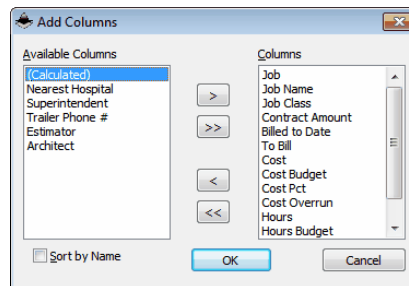 Add Columns
Available Columns
(Calculated)
Nearest Hospital
Superintendent
Trailer Phone #
Estimator
Architect
>
>>
<
<<
Columns
Job
Job Name
Job Class
Contract Amount
Billed to Date
To Bill
Cost
Cost Budget
Cost Pct
Cost Overrun
Hours
Hours Budget
Sort by Name
OK
Cancel